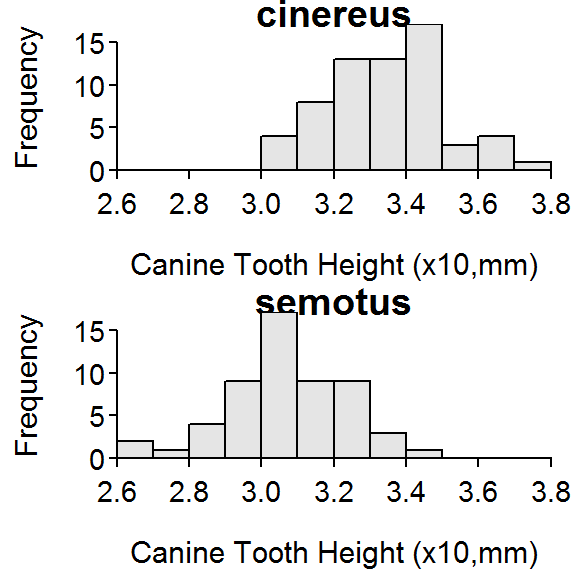 cinereus
Frequency
15
10
5
0
2.6 2.8 3.0 3.2 3.4 3.6 3.8
Canine Tooth Height (x10,mm)
semotus
Frequency
15
10
5
0
2.6 2.8 3.0 3.2 3.4 3.6 3.8
Canine Tooth Height (x10,mm)